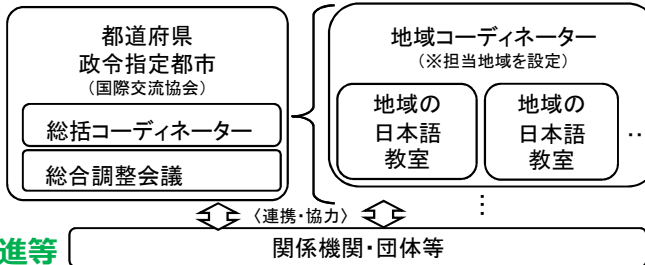 都道府県
政令指定都市
(国際交流協会)
総括コーディネーター
総合調整会議
地域コーディネーター
(※担当地域を設定)
地域の
日本語
教室
地域の
日本語
教室
…
⋮
〈連携・協力〉
進等
関係機関・団体等